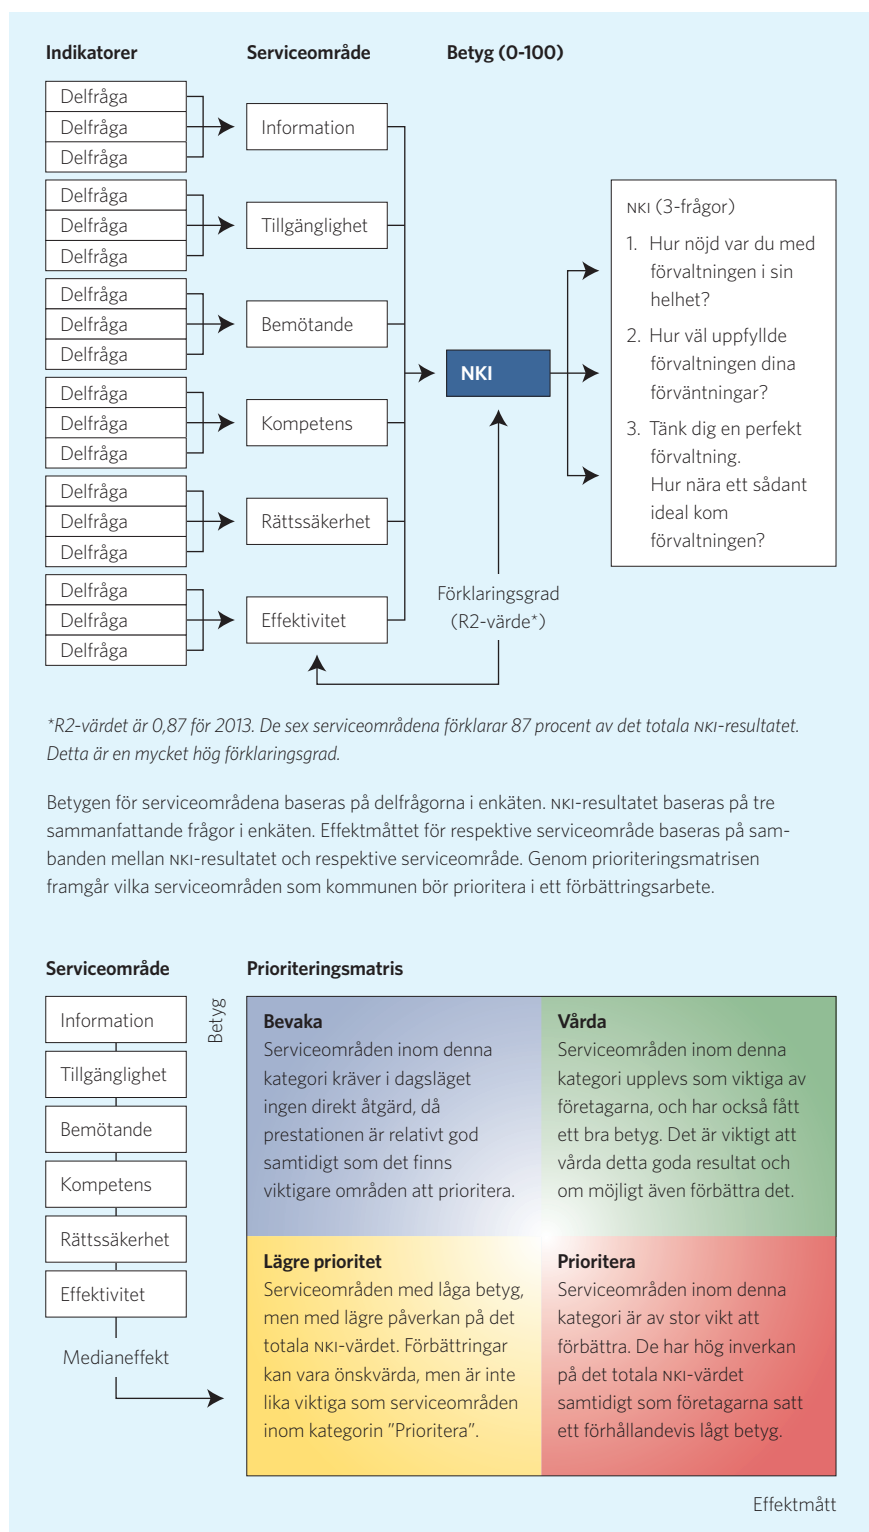 Indikatorer
Serviceområde
Betyg (0-100)
Delfråga
Delfråga
Delfråga
Information
Delfråga
Delfråga
Delfråga
Tillgänglighet
Delfråga
Delfråga
Delfråga
Bemötande
Delfråga
Delfråga
Delfråga
Kompetens
Delfråga
Delfråga
Delfråga
Rättssäkerhet
Delfråga
Delfråga
Delfråga
Effektivitet
NKI
Förklaringsgrad
(R2-värde*)
NKI (3-frågor)
1. Hur nöjd var du med
förvaltningen i sin
helhet?
2. Hur väl uppfyllde
förvaltningen dina
förväntningar?
3. Tänk dig en perfekt
förvaltning.
Hur nära ett sådant
ideal kom
förvaltningen?
*R2-värdet är 0,87 för 2013. De sex serviceområdena förklarar 87 procent av det totala NKI-resultatet.
Detta är en mycket hög förklaringsgrad.
Betygen för serviceområdena baseras på delfrågorna i enkäten. NKI-resultatet baseras på tre
sammanfattande frågor i enkäten. Effektmåttet för respektive serviceområde baseras på sam-
banden mellan NKI-resultatet och respektive serviceområde. Genom prioriteringsmatrisen
framgår vilka serviceområden som kommunen bör prioritera i ett förbättringsarbete.
Serviceområde
Information
Tillgänglighet
Bemötande
Kompetens
Rättssäkerhet
Effektivitet
Medianeffekt
Prioriteringsmatris
Betyg
Bevaka
Serviceområden inom denna
kategori kräver i dagsläget
ingen direkt åtgärd, då
prestationen är relativt god
samtidigt som det finns
viktigare områden att prioritera.
Vårda
Serviceområden inom denna
kategori upplevs som viktiga av
företagarna, och har också fått
ett bra betyg. Det är viktigt att
vårda detta goda resultat och
om möjligt även förbättra det.
Lägre prioritet
Serviceområden med låga betyg,
men med lägre påverkan på det
totala NKI-värdet. Förbättringar
kan vara önskvärda, men är inte
lika viktiga som serviceområden
inom kategorin ”Prioritera”.
Prioritera
Serviceområden inom denna
kategori är av stor vikt att
förbättra. De har hög inverkan
på det totala NKI-värdet
samtidigt som företagarna satt
ett förhållandevis lågt betyg.
Effektmått